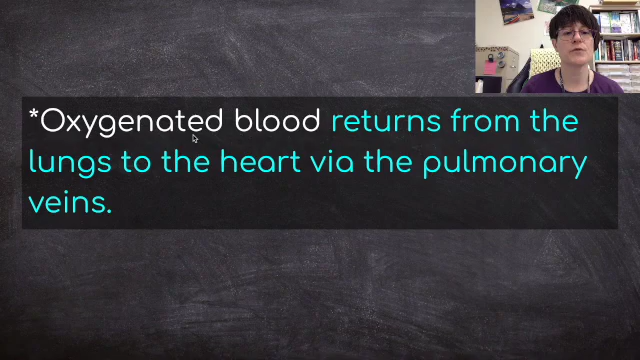 *Oxygenated blood returns from the
lungs to the heart via the pulmonary
veins.